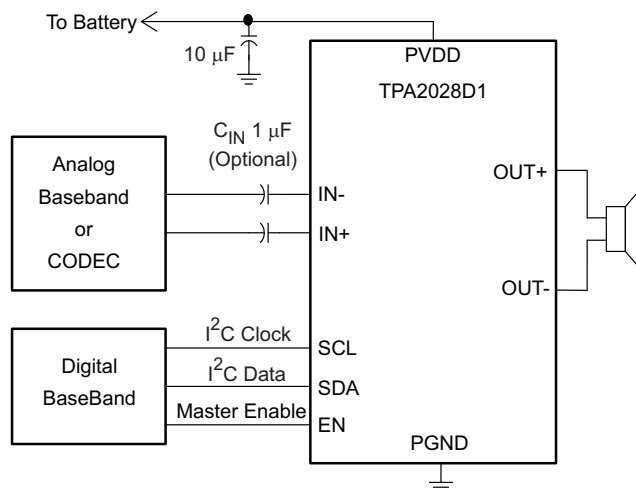 To Battery
10 μF
PVDD
TPA2028D1
C_IN 1 μF
(Optional)
Analog
Baseband
or
CODEC
IN-
IN+
OUT+
OUT-
Digital
BaseBand
I²C Clock
I²C Data
Master Enable
SCL
SDA
EN
PGND